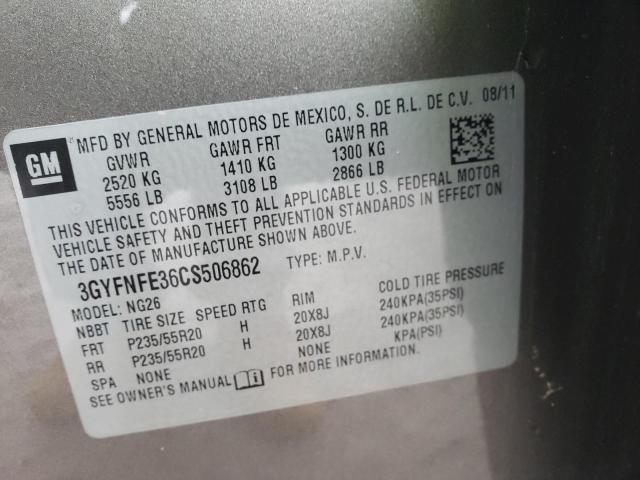 GM
MFD BY GENERAL MOTORS DE MEXICO, S. DE R.L. DE C.V. 08/11
GVWR GAWR FRT GAWR RR
2520 KG 1410 KG 1300 KG
5556 LB 3108 LB 2866 LB
THIS VEHICLE CONFORMS TO ALL APPLICABLE U.S. FEDERAL MOTOR
VEHICLE SAFETY AND THEFT PREVENTION STANDARDS IN EFFECT ON
THE DATE OF MANUFACTURE SHOWN ABOVE.
3GYFNFE36CS506862 TYPE: M.P.V.
MODEL: NG26
NBBT TIRE SIZE SPEED RTG RIM COLD TIRE PRESSURE
FRT P235/55R20 H 20X8J 240KPA(35PSI)
RR P235/55R20 H 20X8J 240KPA(35PSI)
SPA NONE NONE KPA(PSI)
SEE OWNER'S MANUAL FOR MORE INFORMATION.